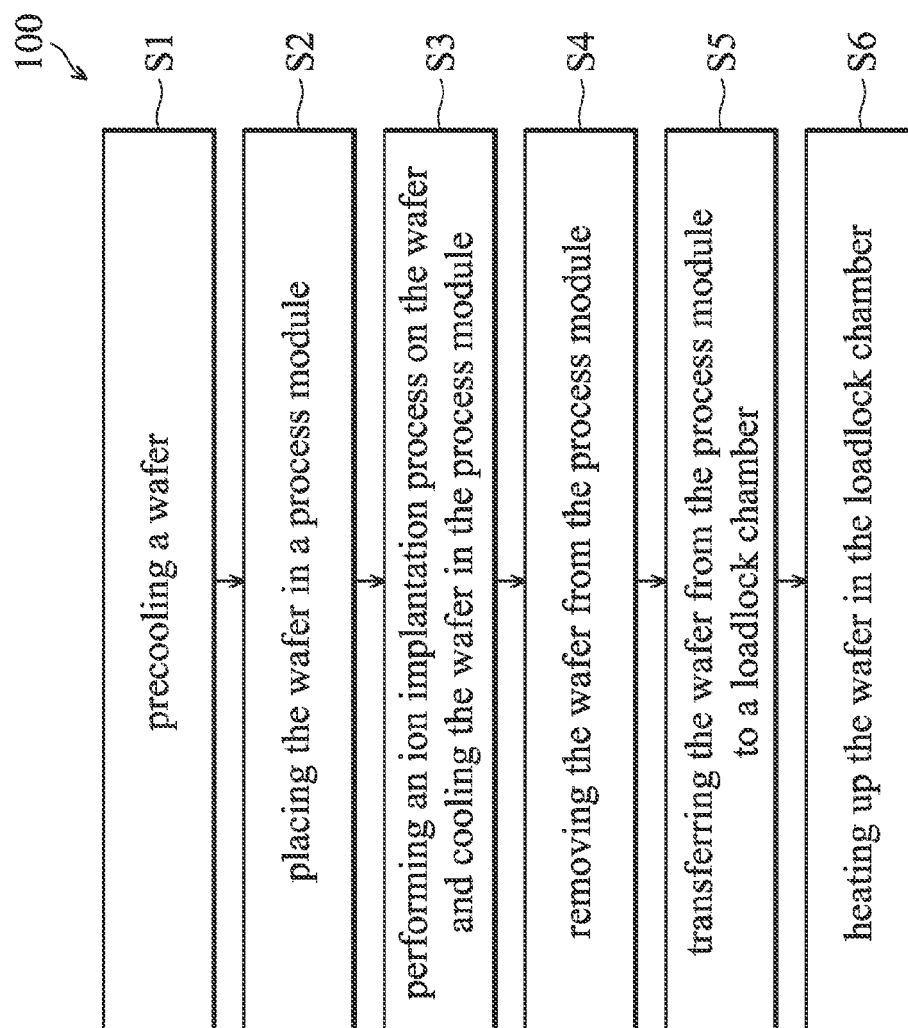 100
precooling a wafer
S1
placing the wafer in a process module
S2
performing an ion implantation process on the wafer
and cooling the wafer in the process module
S3
removing the wafer from the process module
S4
transferring the wafer from the process module
to a loadlock chamber
S5
heating up the wafer in the loadlock chamber
S6